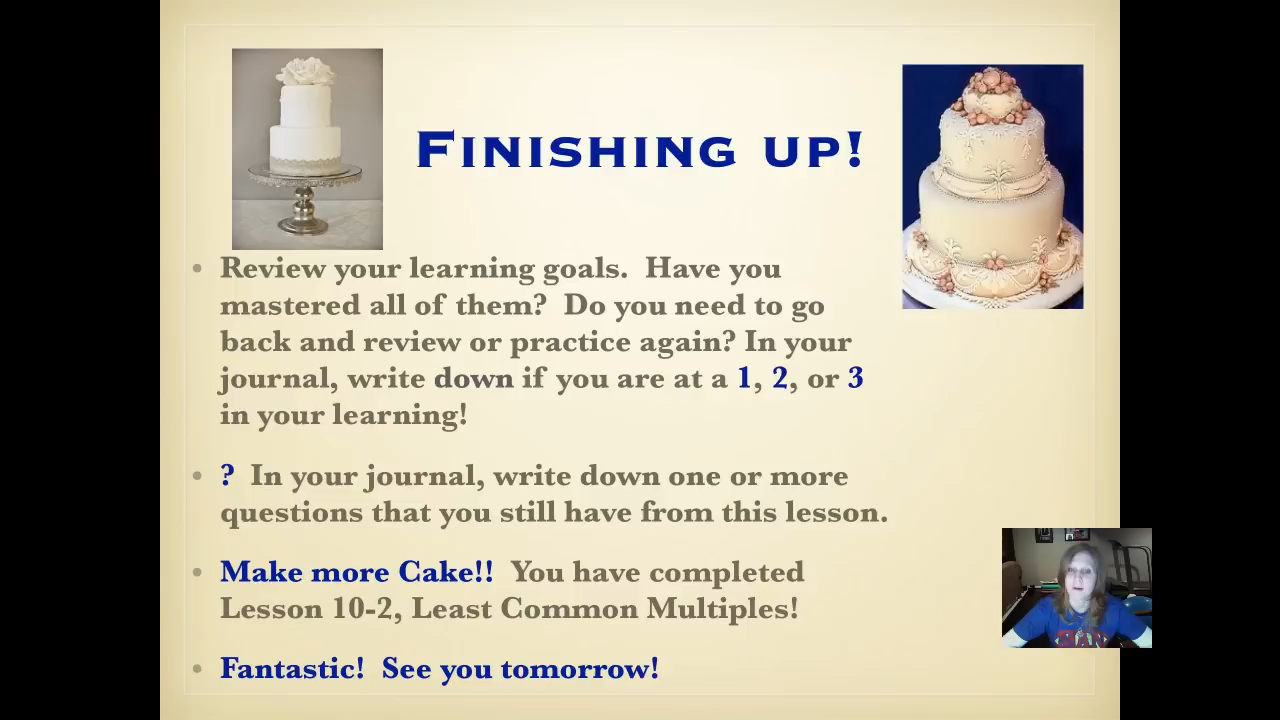 Finishing up!
• Review your learning goals.  Have you
mastered all of them?  Do you need to go
back and review or practice again? In your
journal, write down if you are at a 1, 2, or 3
in your learning!
• ?  In your journal, write down one or more
questions that you still have from this lesson.
• Make more Cake!!  You have completed
Lesson 10-2, Least Common Multiples!
• Fantastic!  See you tomorrow!